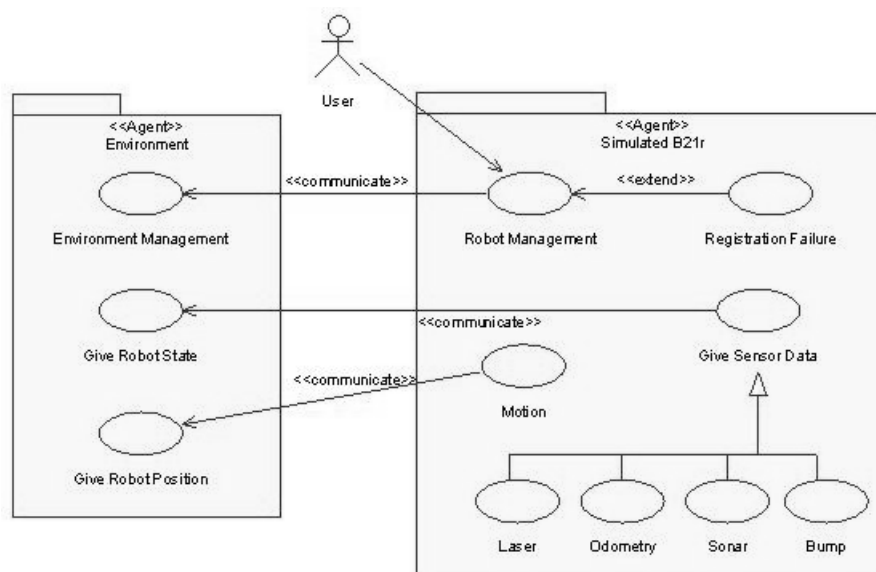 User
<<Agent>>
Environment
<<Agent>>
Simulated B21r
<<communicate>>
<<extend>>
Environment Management
Robot Management
Registration Failure
<<communicate>>
Give Robot State
Give Sensor Data
<<communicate>>
Motion
Give Robot Position
Laser
Odometry
Sonar
Bump